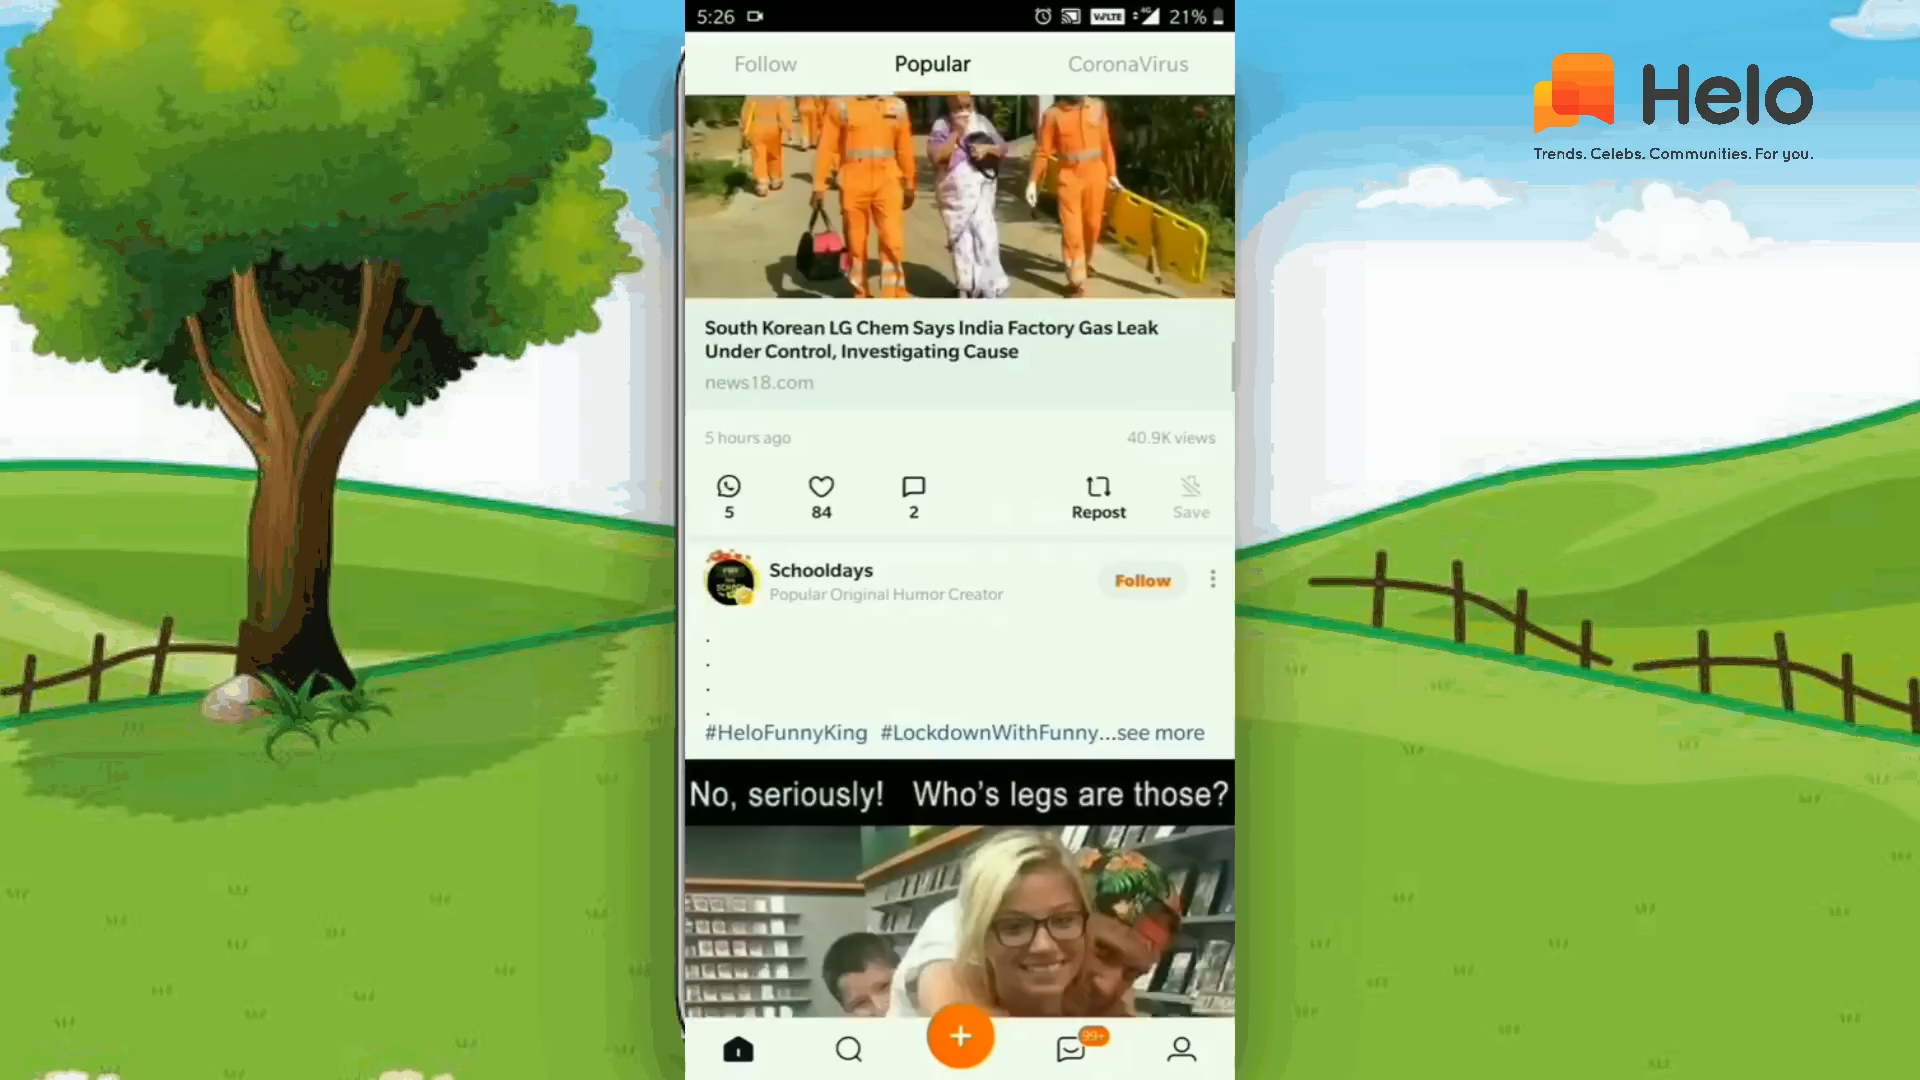 5:26
VoLTE 4G 21%
Follow Popular CoronaVirus
Helo
Trends. Celebs. Communities. For you.
South Korean LG Chem Says India Factory Gas Leak
Under Control, Investigating Cause
news18.com
5 hours ago 40.9K views
5 84 2 Repost Save
Schooldays
Popular Original Humor Creator
Follow
.
.
.
.
#HeloFunnyKing #LockdownWithFunny...see more
No, seriously! Who's legs are those?
99+